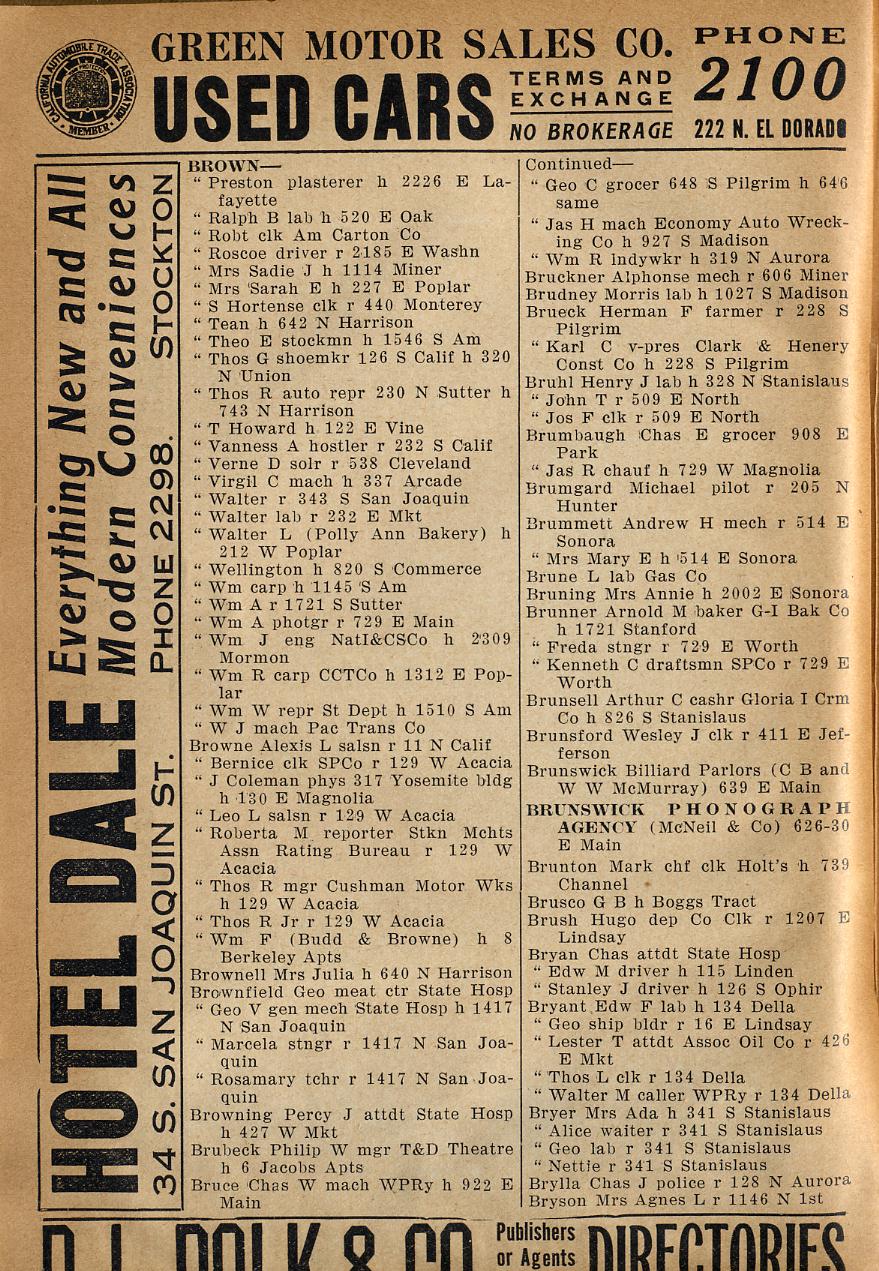 CALIFORNIA AUTOMOBILE TRADE ASSOCIATION
MEMBER
GREEN MOTOR SALES CO.
USED CARS
TERMS AND
EXCHANGE
NO BROKERAGE
PHONE
2100
222 N. EL DORADO
HOTEL DALE Everything New and All
Modern Conveniences
34 S. SAN JOAQUIN ST. PHONE 2298. STOCKTON
BROWN—
“ Preston plasterer h 2226 E La-
fayette
“ Ralph B lab h 520 E Oak
“ Robt clk Am Carton Co
“ Roscoe driver r 2185 E Washn
“ Mrs Sadie J h 1114 Miner
“ Mrs Sarah E h 227 E Poplar
“ S Hortense clk r 440 Monterey
“ Tean h 642 N Harrison
“ Theo E stockmn h 1546 S Am
“ Thos G shoemkr 126 S Calif h 320
N Union
“ Thos R auto repr 230 N Sutter h
743 N Harrison
“ T Howard h 122 E Vine
“ Vanness A hostler r 232 S Calif
“ Verne D solr r 538 Cleveland
“ Virgil C mach h 337 Arcade
“ Walter r 343 S San Joaquin
“ Walter lab r 232 E Mkt
“ Walter L (Polly Ann Bakery) h
212 W Poplar
“ Wellington h 820 S Commerce
“ Wm carp h 1145 S Am
“ Wm A r 1721 S Sutter
“ Wm A photgr r 729 E Main
“ Wm J eng NatI&CSCo h 2309
Mormon
“ Wm R carp CCTCo h 1312 E Pop-
lar
“ Wm W repr St Dept h 1510 S Am
“ W J mach Pac Trans Co
Browne Alexis L salsn r 11 N Calif
“ Bernice clk SPCo r 129 W Acacia
“ J Coleman phys 317 Yosemite bldg
h 130 E Magnolia
“ Leo L salsn r 129 W Acacia
“ Roberta M reporter Stkn Mchts
Assn Rating Bureau r 129 W
Acacia
“ Thos R mgr Cushman Motor Wks
h 129 W Acacia
“ Thos R Jr r 129 W Acacia
“ Wm F (Budd & Browne) h 8
Berkeley Apts
Brownell Mrs Julia h 640 N Harrison
Brownfield Geo meat ctr State Hosp
“ Geo V gen mech State Hosp h 1417
N San Joaquin
“ Marcela stngr r 1417 N San Joa-
quin
“ Rosamary tchr r 1417 N San Joa-
quin
Browning Percy J attdt State Hosp
h 427 W Mkt
Brubeck Philip W mgr T&D Theatre
h 6 Jacobs Apts
Bruce Chas W mach WPRy h 922 E
Main
Continued—
“ Geo C grocer 648 S Pilgrim h 646
same
“ Jas H mach Economy Auto Wreck-
ing Co h 927 S Madison
“ Wm R lndywkr h 319 N Aurora
Bruckner Alphonse mech r 606 Miner
Brudney Morris lab h 1027 S Madison
Brueck Herman F farmer r 228 S
Pilgrim
“ Karl C v-pres Clark & Henery
Const Co h 228 S Pilgrim
Bruhl Henry J lab h 328 N Stanislaus
“ John T r 509 E North
“ Jos F clk r 509 E North
Brumbaugh Chas E grocer 908 E
Park
“ Jas R chauf h 729 W Magnolia
Brumgard Michael pilot r 205 N
Hunter
Brummett Andrew H mech r 514 E
Sonora
“ Mrs Mary E h 514 E Sonora
Brune L lab Gas Co
Bruning Mrs Annie h 2002 E Sonora
Brunner Arnold M baker G-I Bak Co
h 1721 Stanford
“ Freda stngr r 729 E Worth
“ Kenneth C draftsmn SPCo r 729 E
Worth
Brunsell Arthur C cashr Gloria I Crm
Co h 826 S Stanislaus
Brunsford Wesley J clk r 411 E Jef-
ferson
Brunswick Billiard Parlors (C B and
W W McMurray) 639 E Main
BRUNSWICK PHONOGRAPH
AGENCY (McNeil & Co) 626-30
E Main
Brunton Mark chf clk Holt's h 739
Channel
Brusco G B h Boggs Tract
Brush Hugo dep Co Clk r 1207 E
Lindsay
Bryan Chas attdt State Hosp
“ Edw M driver h 115 Linden
“ Stanley J driver h 126 S Ophir
Bryant Edw F lab h 134 Della
“ Geo ship bldr r 16 E Lindsay
“ Lester T attdt Assoc Oil Co r 426
E Mkt
“ Thos L clk r 134 Della
“ Walter M caller WPRy r 134 Della
Bryer Mrs Ada h 341 S Stanislaus
“ Alice waiter r 341 S Stanislaus
“ Geo lab r 341 S Stanislaus
“ Nettie r 341 S Stanislaus
Brylla Chas J police r 128 N Aurora
Bryson Mrs Agnes L r 1146 N 1st
R. L. POLK & CO. Publishers
or Agents DIRECTORIES